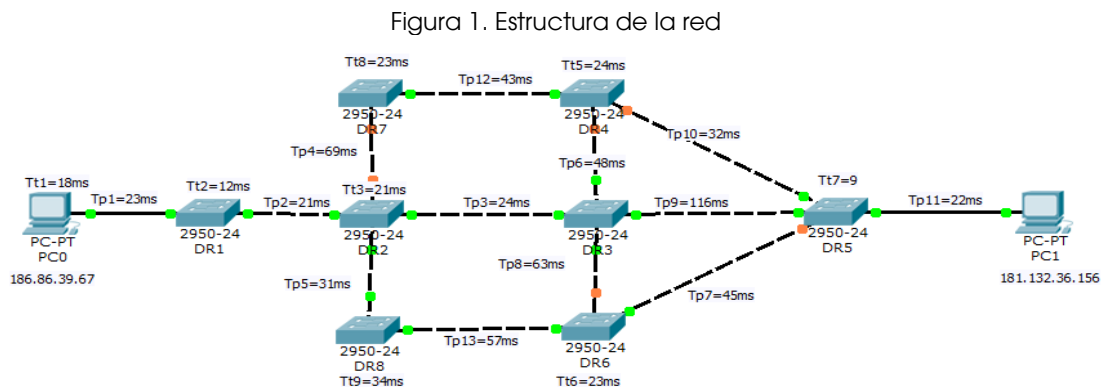 Figura 1. Estructura de la red
Tt8=23ms
Tp12=43ms
Tt5=24ms
2950-24
DR7
2950-24
DR4
Tp10=32ms
Tp4=69ms
Tp6=48ms
Tt1=18ms
Tp1=23ms
Tt2=12ms
Tp2=21ms
Tt3=21ms
Tp3=24ms
Tp9=116ms
Tt7=9
Tp11=22ms
PC-PT
PC0
186.86.39.67
2950-24
DR1
2950-24
DR2
2950-24
DR3
2950-24
DR5
PC-PT
PC1
181.132.36.156
Tp5=31ms
Tp8=63ms
Tp7=45ms
Tp13=57ms
2950-24
DR8
Tt9=34ms
2950-24
DR6
Tt6=23ms